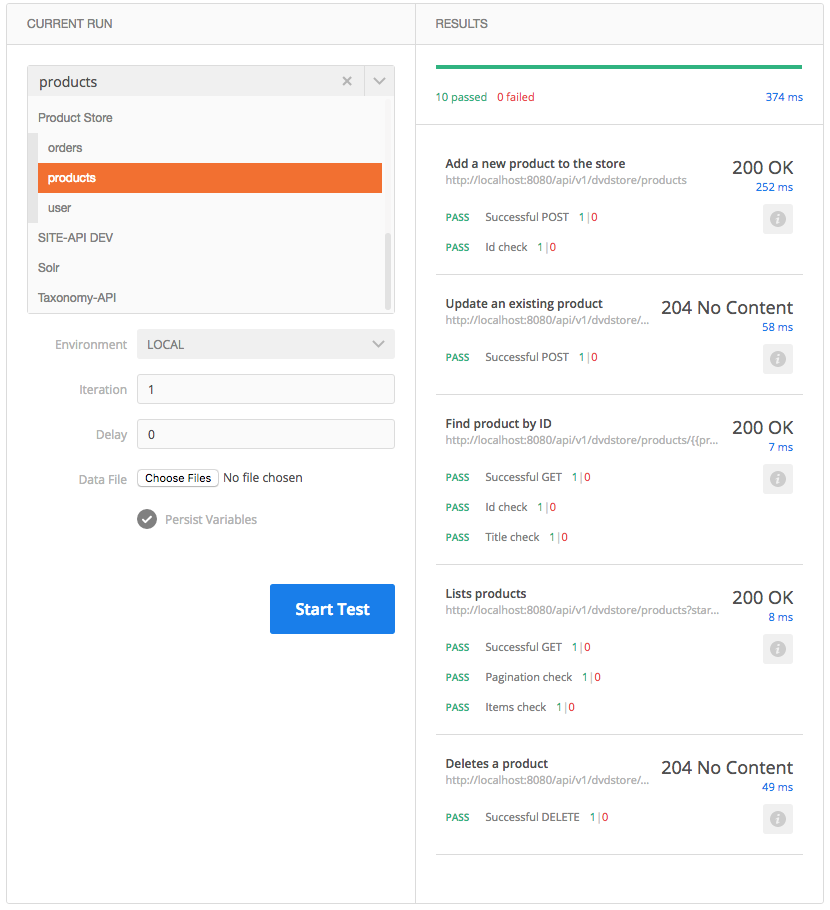 CURRENT RUN
products
Product Store
orders
products
user
SITE-API DEV
Solr
Taxonomy-API
Environment LOCAL
Iteration 1
Delay 0
Data File Choose Files No file chosen
Persist Variables
Start Test
RESULTS
10 passed 0 failed 374 ms
Add a new product to the store 200 OK
http://localhost:8080/api/v1/dvdstore/products 252 ms
PASS Successful POST 1|0
PASS Id check 1|0
Update an existing product 204 No Content
http://localhost:8080/api/v1/dvdstore/... 58 ms
PASS Successful POST 1|0
Find product by ID 200 OK
http://localhost:8080/api/v1/dvdstore/products/{{pr... 7 ms
PASS Successful GET 1|0
PASS Id check 1|0
PASS Title check 1|0
Lists products 200 OK
http://localhost:8080/api/v1/dvdstore/products?star... 8 ms
PASS Successful GET 1|0
PASS Pagination check 1|0
PASS Items check 1|0
Deletes a product 204 No Content
http://localhost:8080/api/v1/dvdstore/... 49 ms
PASS Successful DELETE 1|0